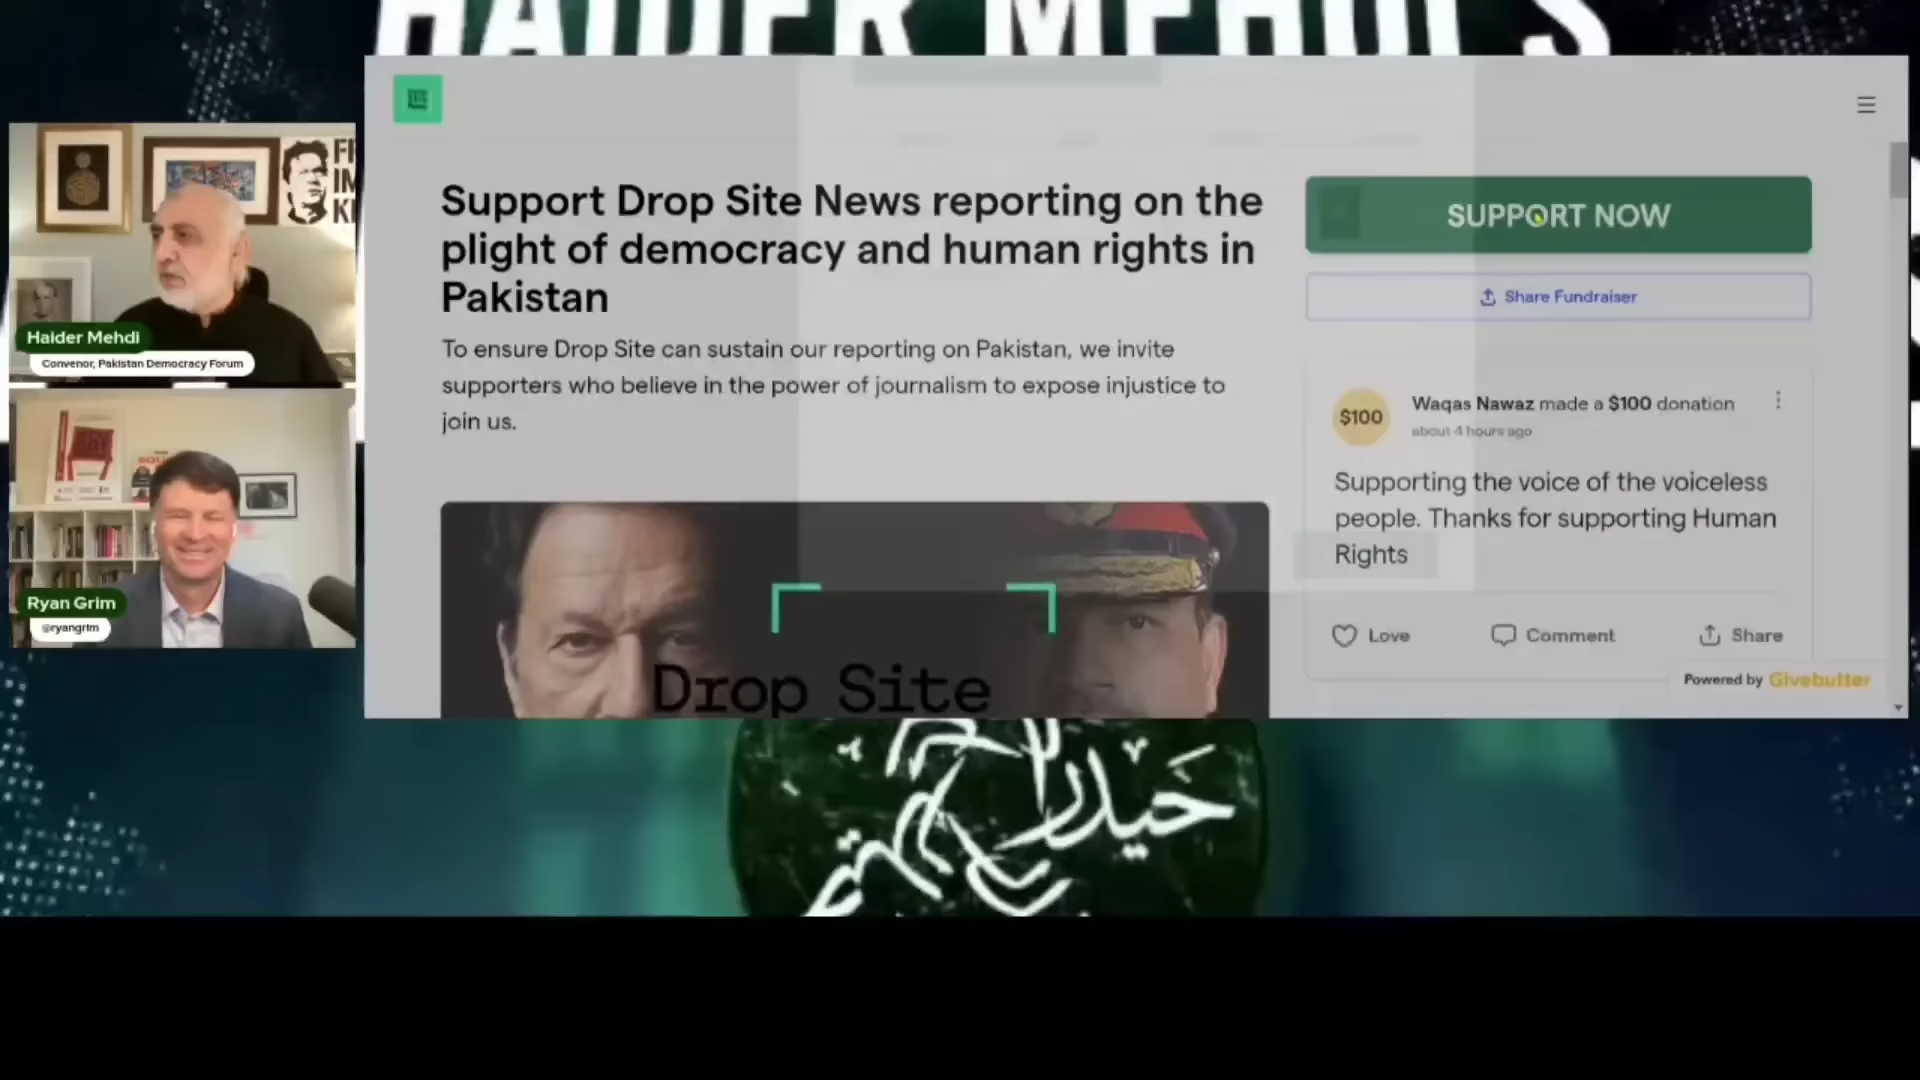 HAIDER MEHDI'S
Haider Mehdi
Convenor, Pakistan Democracy Forum
Ryan Grim
@ryangrim
Support Drop Site News reporting on the
plight of democracy and human rights in
Pakistan
To ensure Drop Site can sustain our reporting on Pakistan, we invite
supporters who believe in the power of journalism to expose injustice to
join us.
Drop Site
SUPPORT NOW
Share Fundraiser
$100
Waqas Nawaz made a $100 donation
about 4 hours ago
Supporting the voice of the voiceless
people. Thanks for supporting Human
Rights
Love
Comment
Share
Powered by Givebutter
حیدر